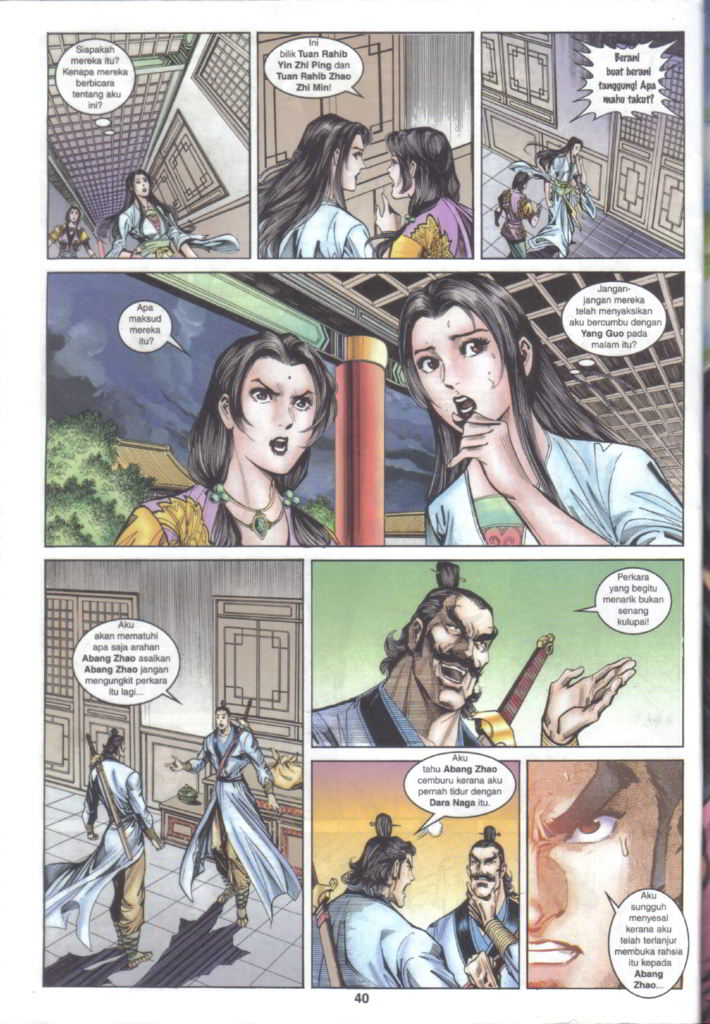 Siapakah
mereka itu?
Kenapa mereka
berbicara
tentang aku
ini?
Ini
bilik Tuan Rahib
Yin Zhi Ping dan
Tuan Rahib Zhao
Zhi Min!
Berani
buat berani
tanggung! Apa
mahu takut?
Apa
maksud
mereka
itu?
Jangan-
jangan mereka
telah menyaksikan
aku bercumbu dengan
Yang Guo pada
malam itu?
Aku
akan mematuhi
apa saja arahan
Abang Zhao asalkan
Abang Zhao jangan
mengungkit perkara
itu lagi...
Perkara
yang begitu
menarik bukan
senang
kulupai!
Aku
tahu Abang Zhao
cemburu kerana aku
pernah tidur dengan
Dara Naga itu.
Aku
sungguh
menyesal
kerana aku
telah terlanjur
membuka rahsia
itu kepada
Abang
Zhao...
40